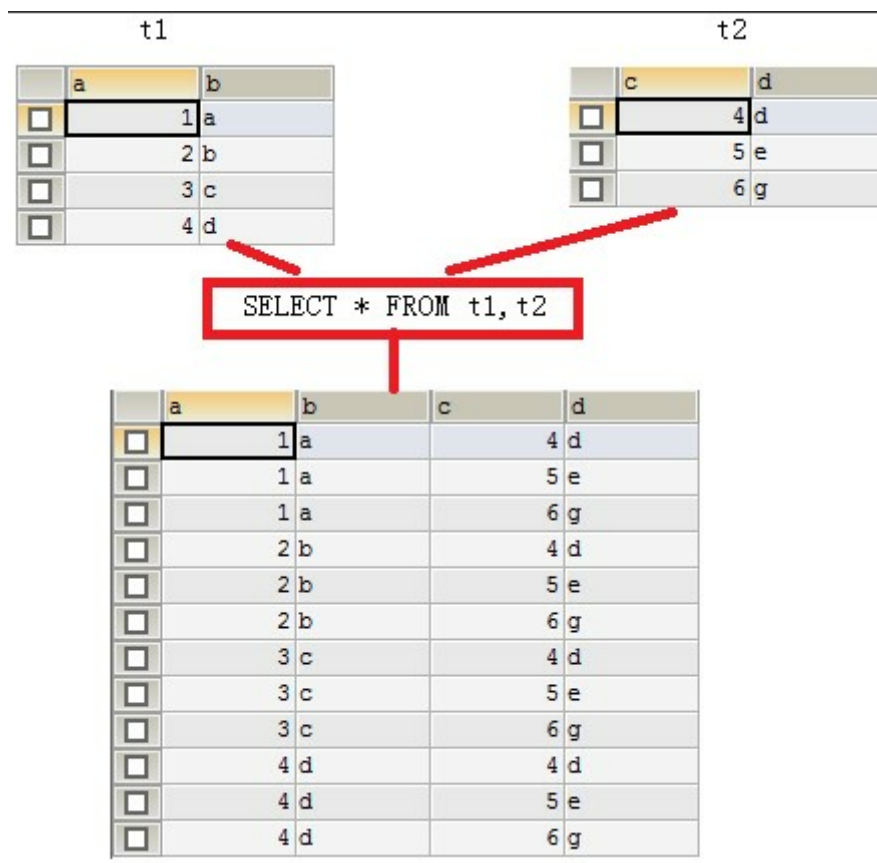 t1 t2
a b c d
1 a 4 d
2 b 5 e
3 c 6 g
4 d
SELECT * FROM t1,t2
a b c d
1 a 4 d
1 a 5 e
1 a 6 g
2 b 4 d
2 b 5 e
2 b 6 g
3 c 4 d
3 c 5 e
3 c 6 g
4 d 4 d
4 d 5 e
4 d 6 g